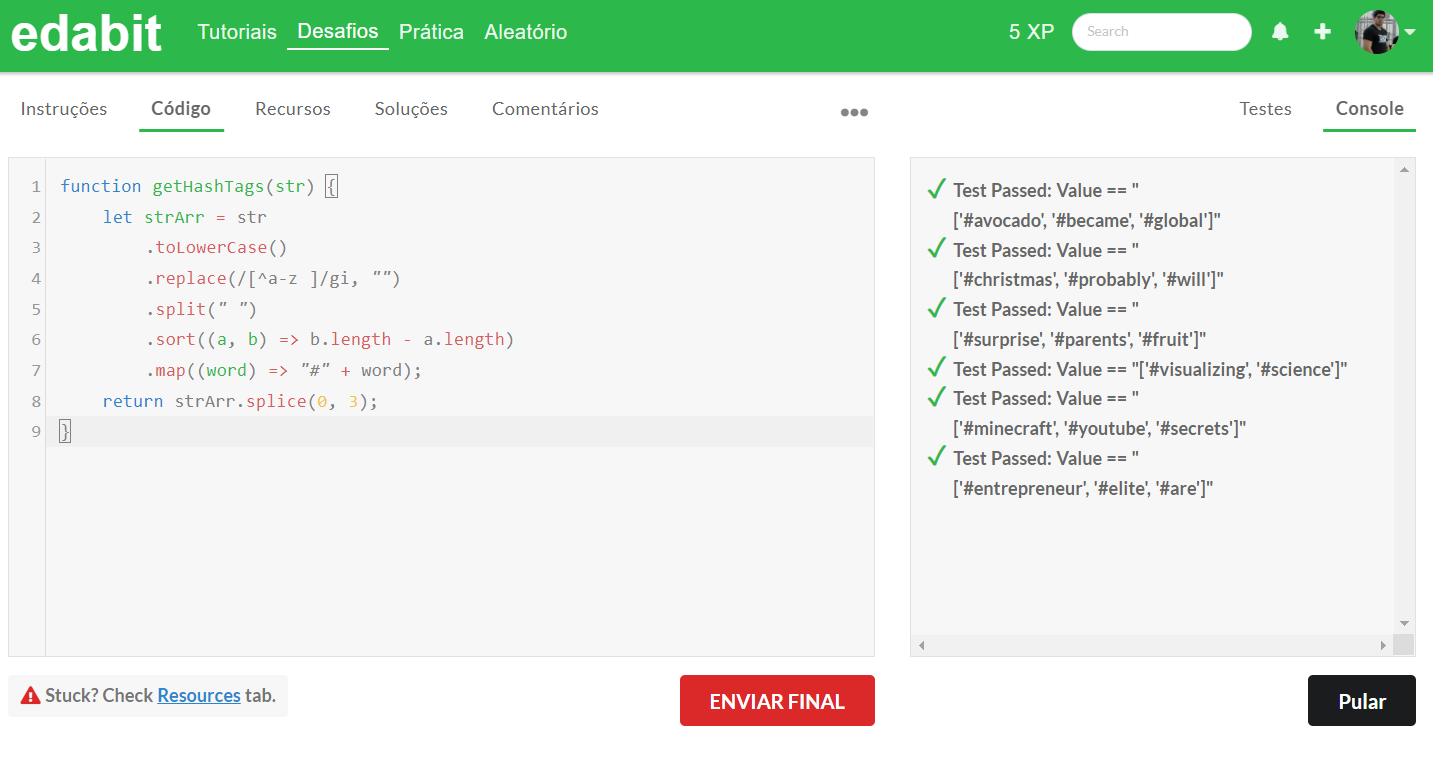 edabit Tutoriais Desafios Prática Aleatório 5 XP Search
Instruções Código Recursos Soluções Comentários ••• Testes Console
1 function getHashTags(str) {
2 let strArr = str
3 .toLowerCase()
4 .replace(/[^a-z ]/gi, "")
5 .split(" ")
6 .sort((a, b) => b.length - a.length)
7 .map((word) => "#" + word);
8 return strArr.splice(0, 3);
9 }
✓ Test Passed: Value == "
['#avocado', '#became', '#global']"
✓ Test Passed: Value == "
['#christmas', '#probably', '#will']"
✓ Test Passed: Value == "
['#surprise', '#parents', '#fruit']"
✓ Test Passed: Value == "['#visualizing', '#science']"
✓ Test Passed: Value == "
['#minecraft', '#youtube', '#secrets']"
✓ Test Passed: Value == "
['#entrepreneur', '#elite', '#are']"
Stuck? Check Resources tab.
ENVIAR FINAL
Pular